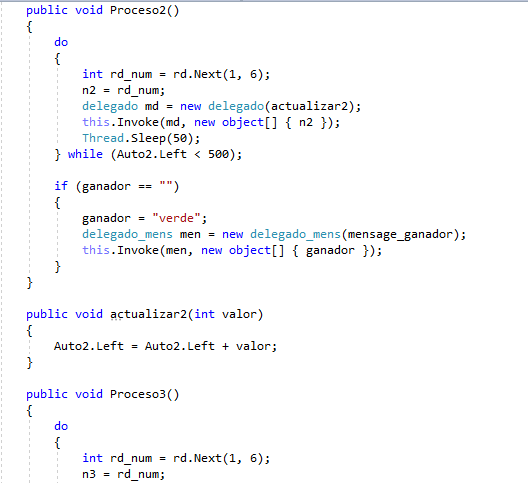 public void Proceso2()
{
do
{
int rd_num = rd.Next(1, 6);
n2 = rd_num;
delegado md = new delegado(actualizar2);
this.Invoke(md, new object[] { n2 });
Thread.Sleep(50);
} while (Auto2.Left < 500);
if (ganador == "")
{
ganador = "verde";
delegado_mens men = new delegado_mens(mensage_ganador);
this.Invoke(men, new object[] { ganador });
}
}
public void actualizar2(int valor)
{
Auto2.Left = Auto2.Left + valor;
}
public void Proceso3()
{
do
{
int rd_num = rd.Next(1, 6);
n3 = rd_num;